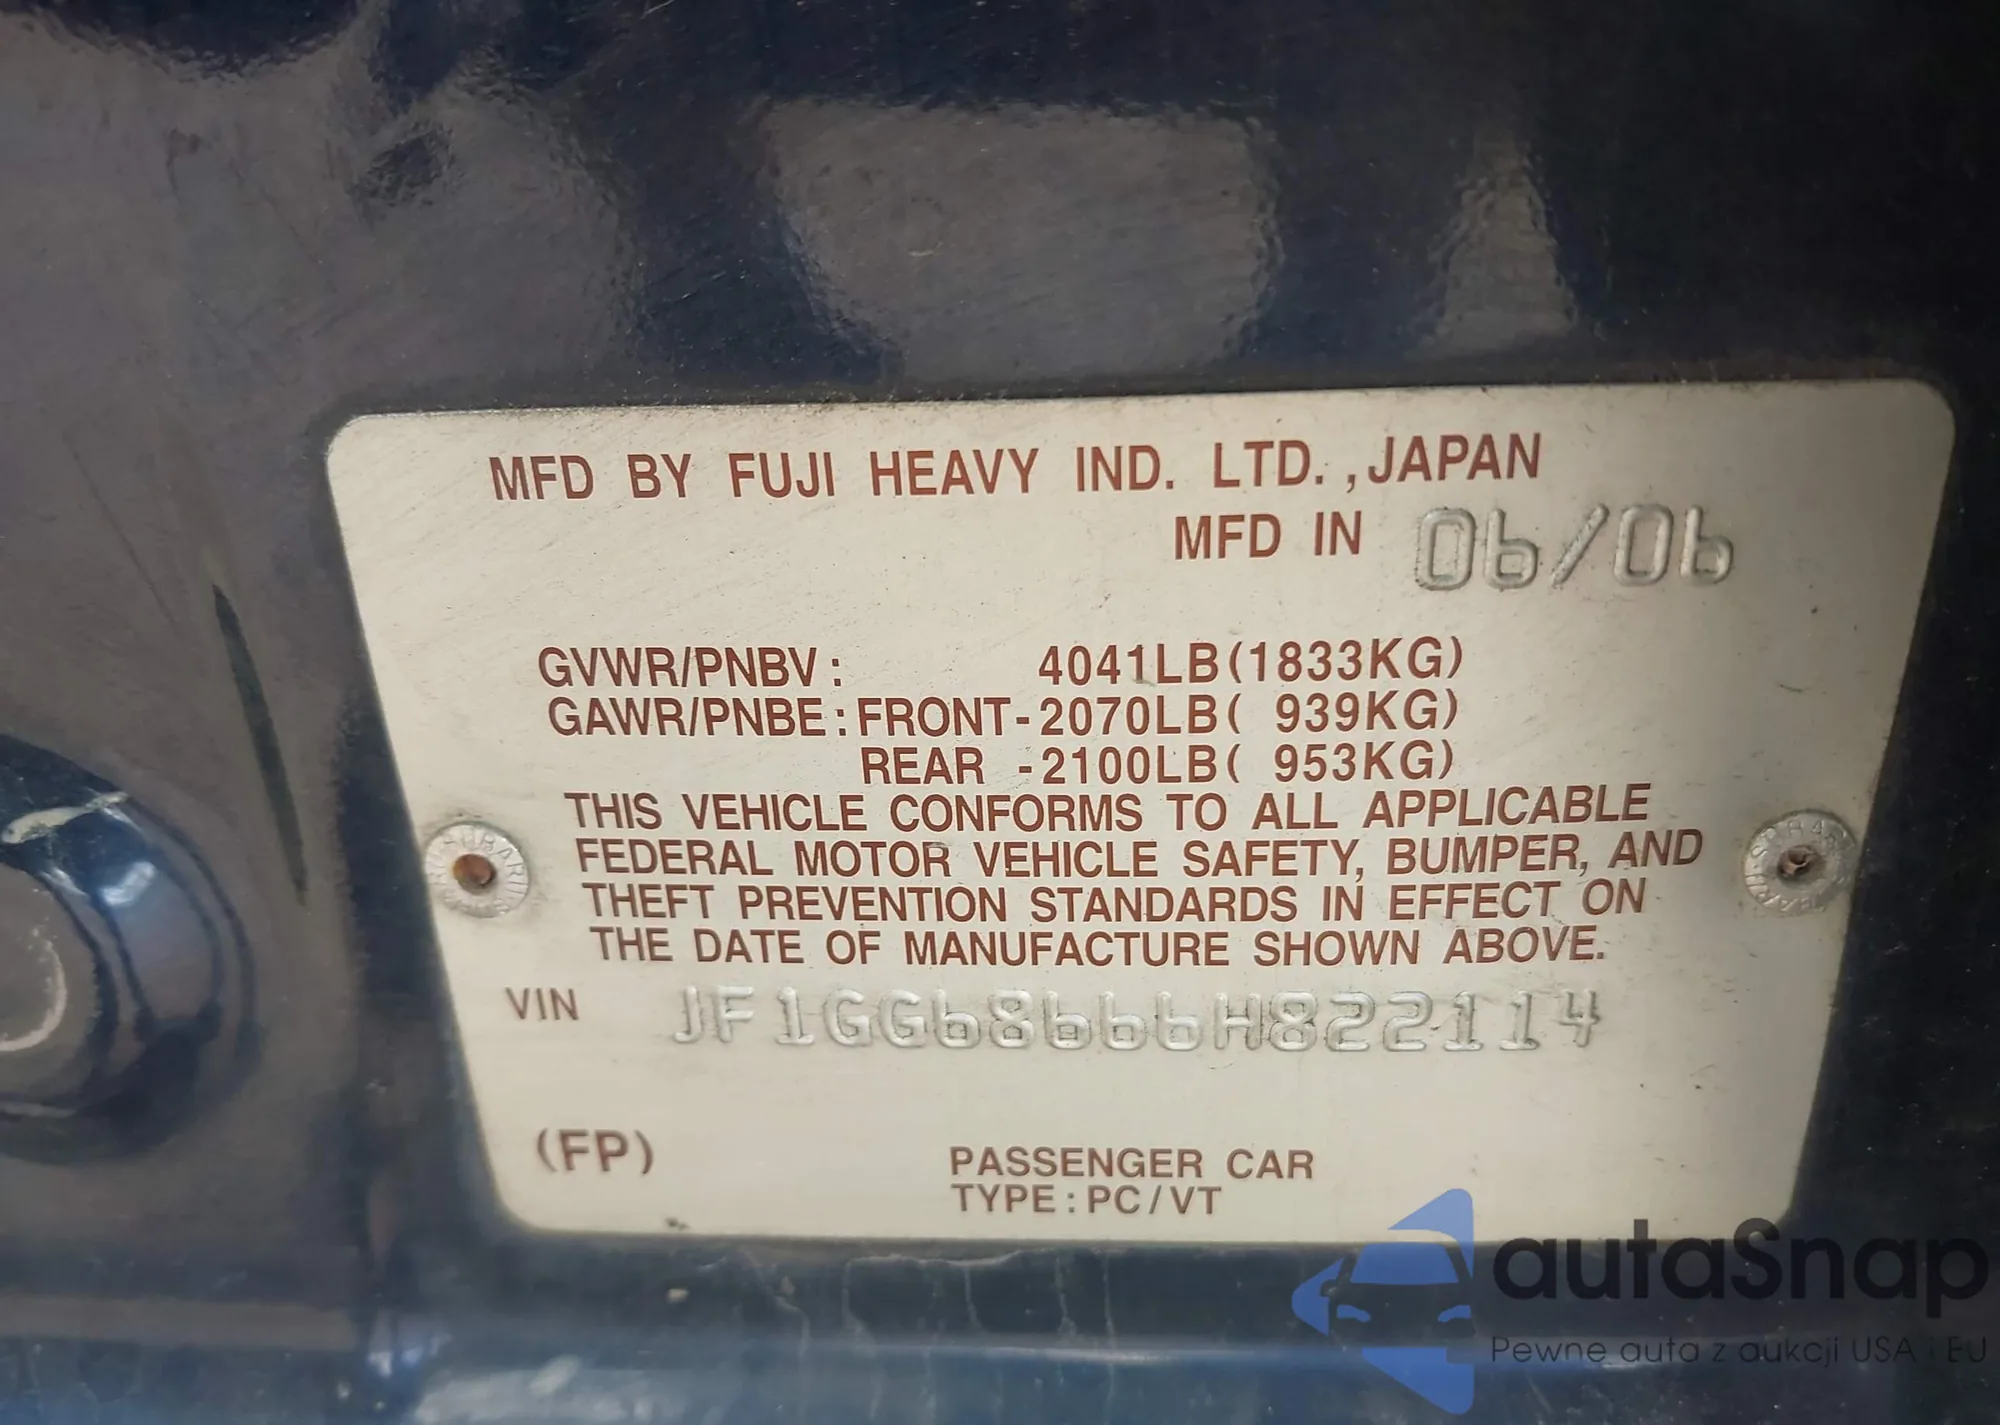 MFD BY FUJI HEAVY IND. LTD.,JAPAN
MFD IN 06/06
GVWR/PNBV: 4041LB(1833KG)
GAWR/PNBE:FRONT-2070LB( 939KG)
REAR -2100LB( 953KG)
THIS VEHICLE CONFORMS TO ALL APPLICABLE
FEDERAL MOTOR VEHICLE SAFETY, BUMPER, AND
THEFT PREVENTION STANDARDS IN EFFECT ON
THE DATE OF MANUFACTURE SHOWN ABOVE.
VIN JF1GG68666H822114
(FP)
PASSENGER CAR
TYPE:PC/VT
autaSnap
Pewne auta z aukcji USA i EU